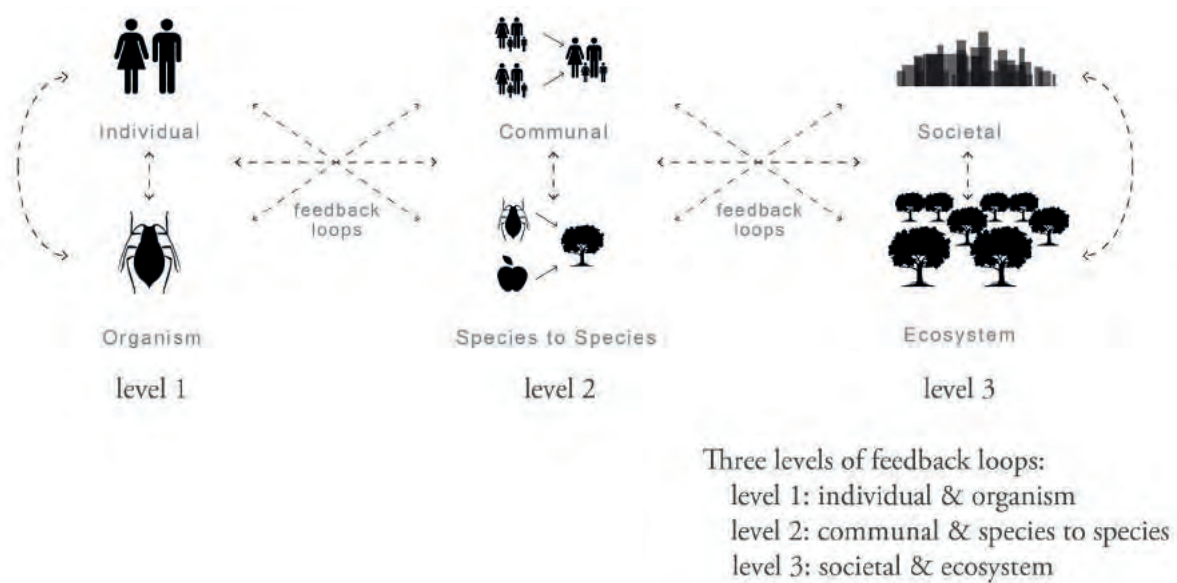 Individual
Communal
Societal
feedback
loops
feedback
loops
Organism
Species to Species
Ecosystem
level 1
level 2
level 3
Three levels of feedback loops:
level 1: individual & organism
level 2: communal & species to species
level 3: societal & ecosystem